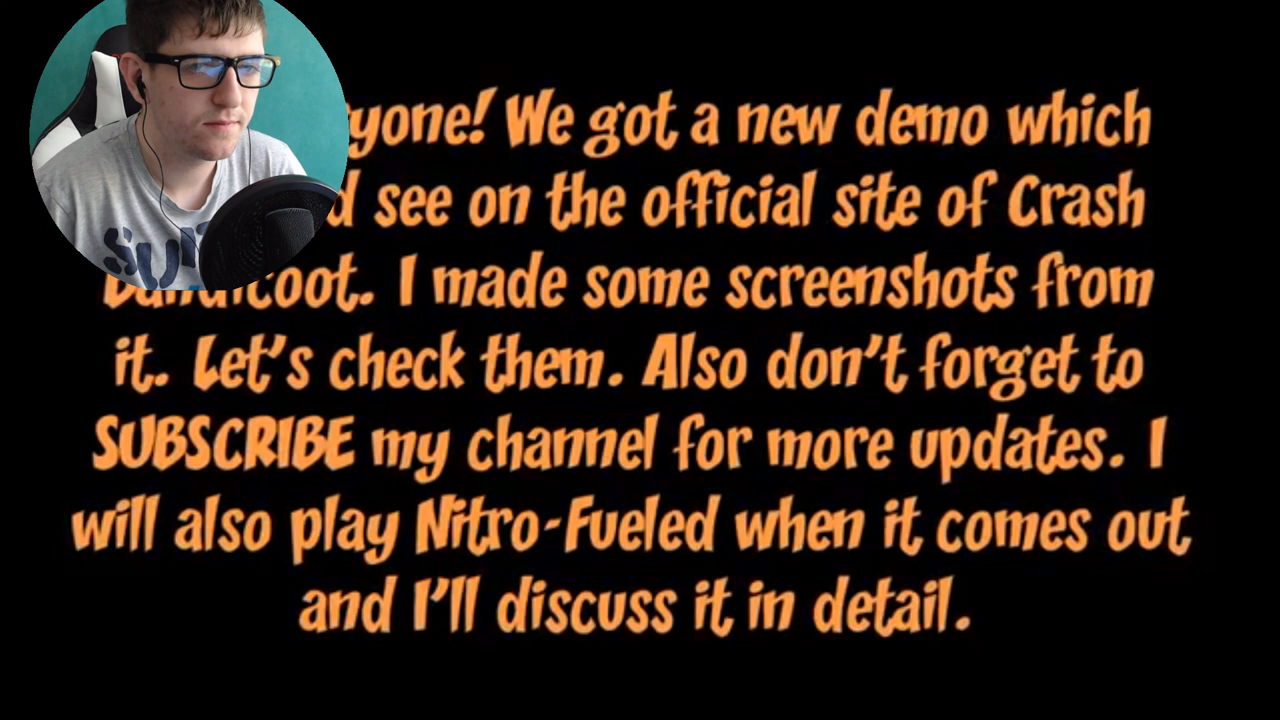 We got a new demo which
see on the official site of Crash
I made some screenshots from
it. Let's check them. Also don't forget to
SUBSCRIBE my channel for more updates. I
will also play Nitro-Fueled when it comes out
and I'll discuss it in detail.